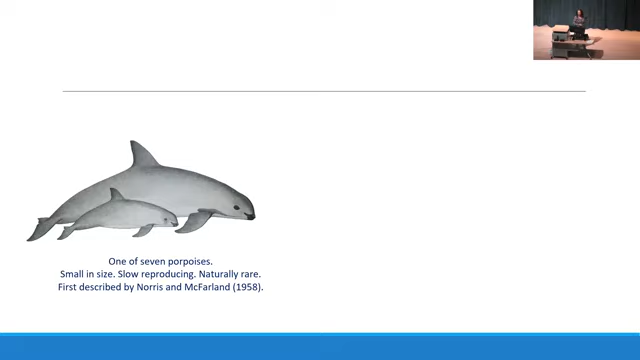 One of seven porpoises.
Small in size. Slow reproducing. Naturally rare.
First described by Norris and McFarland (1958).